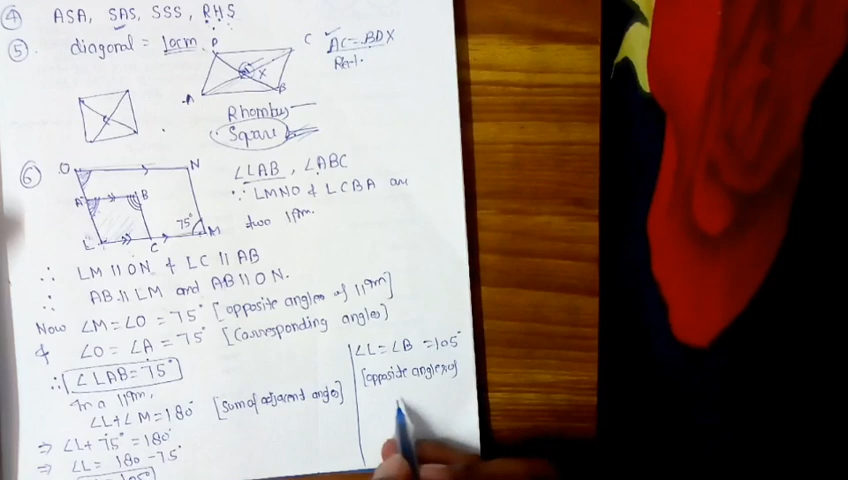 ④ ASA, SAS, SSS, RHS
⑤ diagonal = 10cm
P C
A B X
AC = BD X
Rhombus
Square
⑥ O N
A B
L C M
75°
∠LAB, ∠ABC
∵ LMNO & LCBA are
two ||gm.
∴ LM || ON & LC || AB
∴ AB || LM and AB || ON.
Now ∠M = ∠O = 75° [opposite angles of ||gm]
& ∠O = ∠A = 75° [Corresponding angles]
∴ ∠LAB = 75°
In a ||gm,
∠L + ∠M = 180° [sum of adjacent angles]
⇒ ∠L + 75° = 180°
⇒ ∠L = 180 - 75°
∠L = ∠B = 105°
[opposite angles of